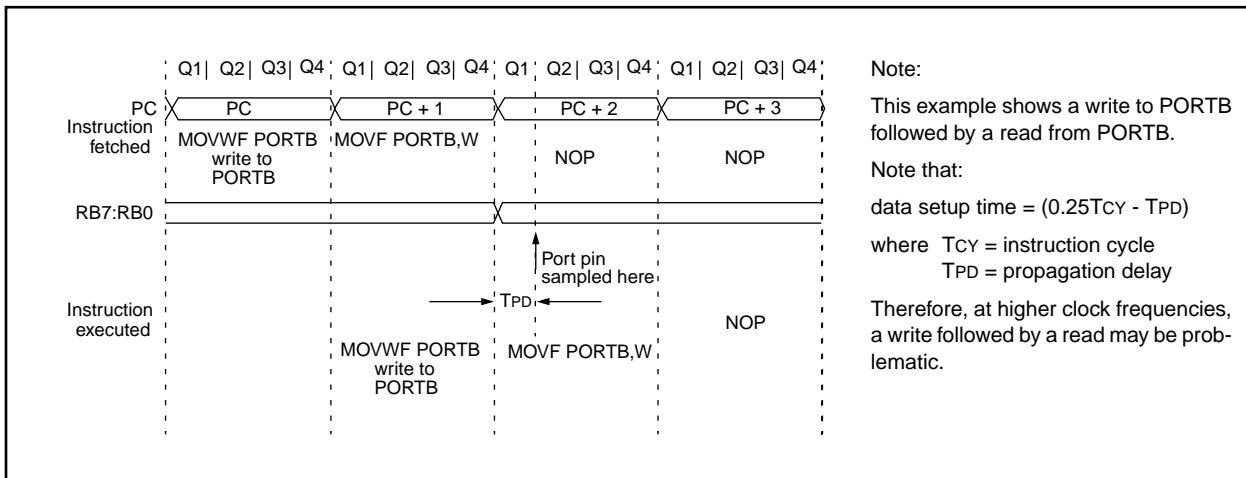 Q1| Q2| Q3| Q4 Q1| Q2| Q3| Q4 Q1 Q2| Q3| Q4 Q1| Q2| Q3| Q4
PC PC PC + 1 PC + 2 PC + 3
Instruction
fetched
MOVWF PORTB
write to
PORTB
MOVF PORTB,W
NOP
NOP
RB7:RB0
Port pin
sampled here
TPD
Instruction
executed
MOVWF PORTB
write to
PORTB
MOVF PORTB,W
NOP
Note:
This example shows a write to PORTB
followed by a read from PORTB.
Note that:
data setup time = (0.25TCY - TPD)
where TCY = instruction cycle
TPD = propagation delay
Therefore, at higher clock frequencies,
a write followed by a read may be prob-
lematic.